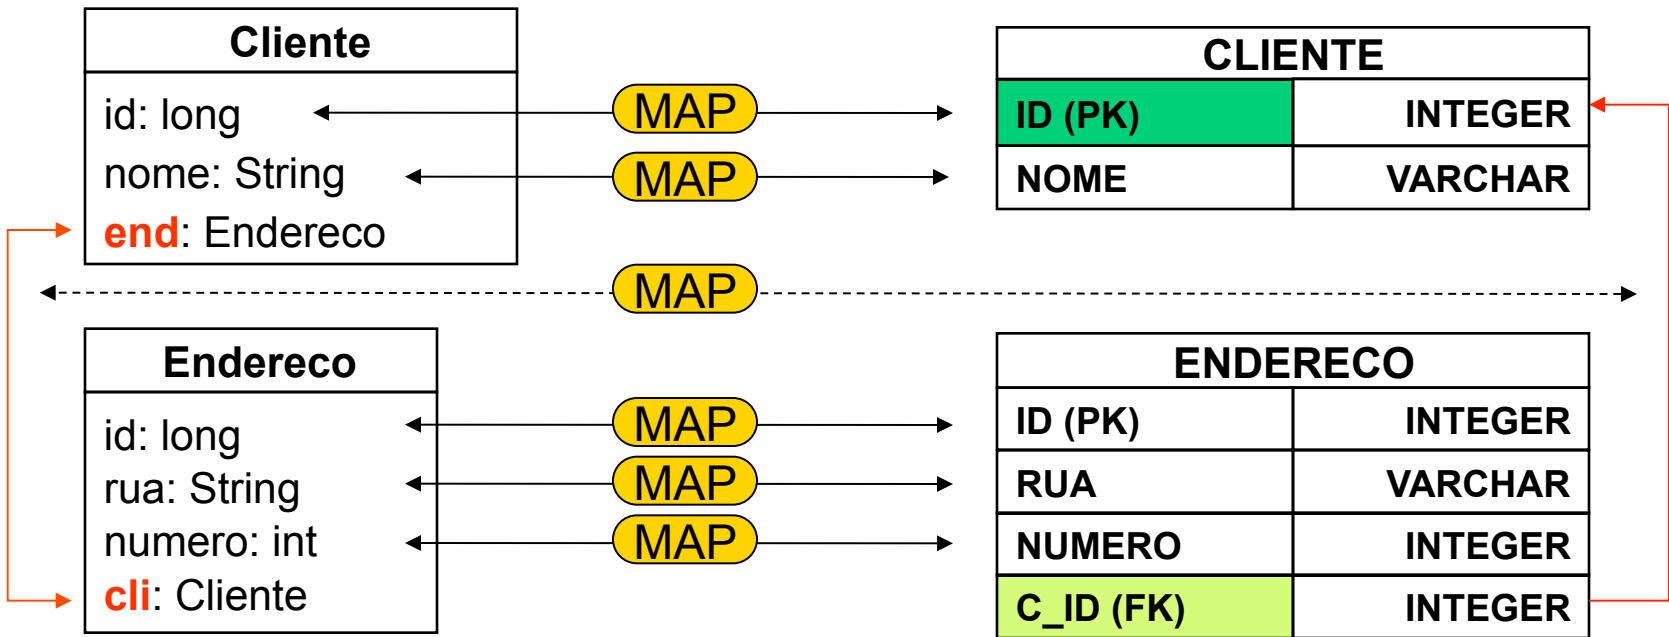 Cliente
id: long
nome: String
end: Endereco
MAP
MAP
CLIENTE
ID (PK) INTEGER
NOME VARCHAR
MAP
Endereco
id: long
rua: String
numero: int
cli: Cliente
MAP
MAP
MAP
ENDERECO
ID (PK) INTEGER
RUA VARCHAR
NUMERO INTEGER
C_ID (FK) INTEGER